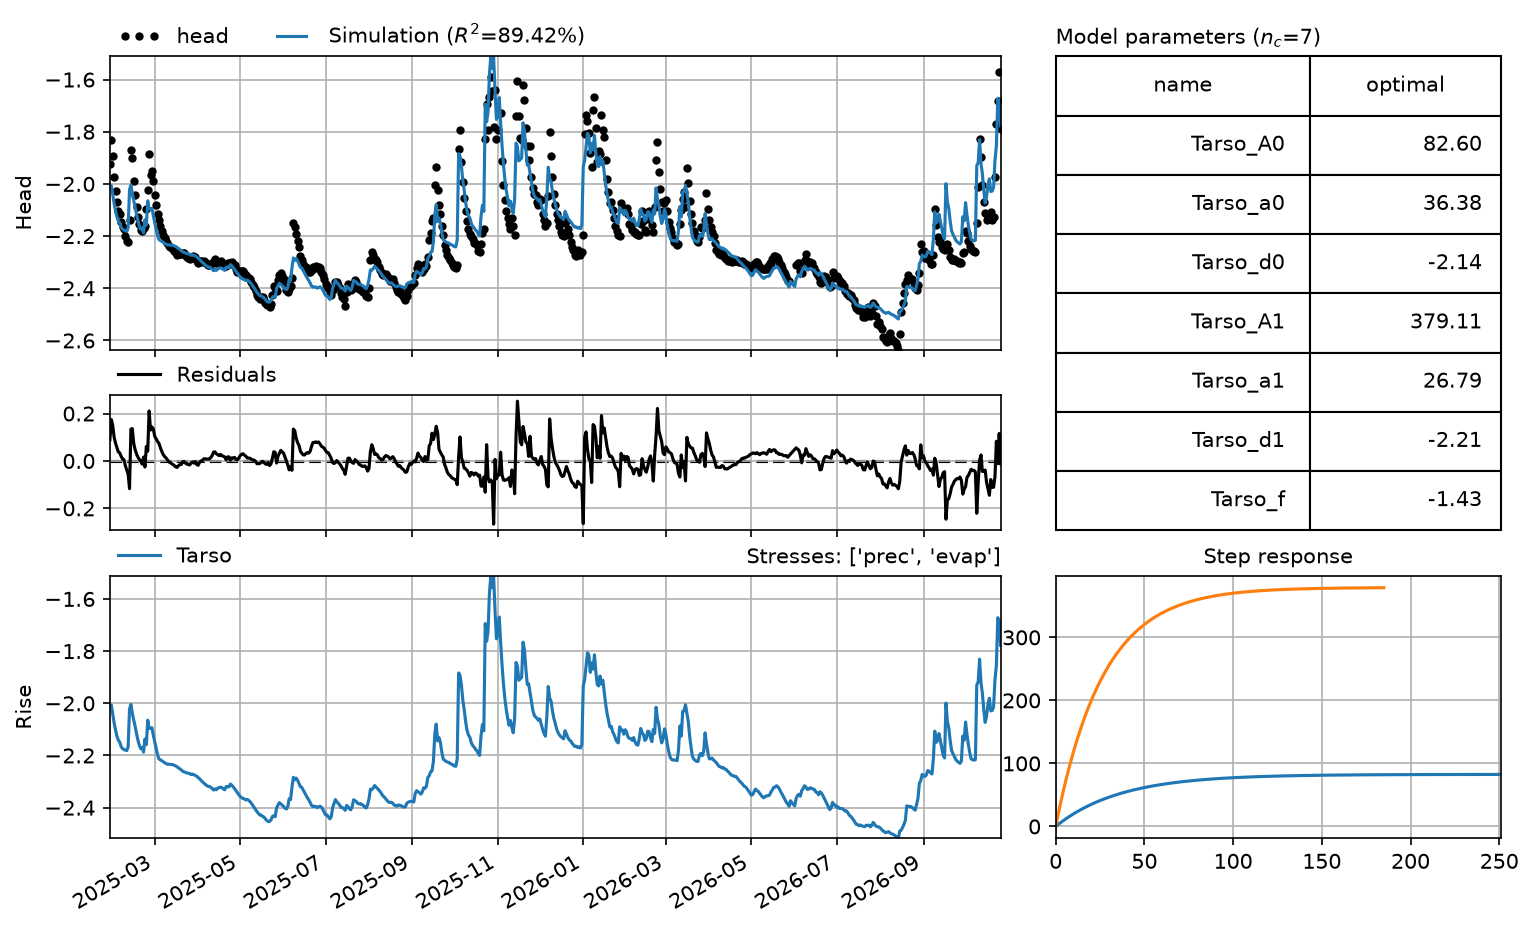 head   Simulation (R²=89.42%)
Model parameters (n_c=7)
Head
−1.6
−1.8
−2.0
−2.2
−2.4
−2.6
name   optimal
Tarso_A0   82.60
Tarso_a0   36.38
Tarso_d0   -2.14
Tarso_A1   379.11
Tarso_a1   26.79
Tarso_d1   -2.21
Tarso_f   -1.43
Residuals
0.2
0.0
−0.2
Tarso   Stresses: ['prec', 'evap']
Rise
−1.6
−1.8
−2.0
−2.2
−2.4
2025-03   2025-05   2025-07   2025-09   2025-11   2026-01   2026-03   2026-05   2026-07   2026-09
Step response
300
200
100
0
0   50   100   150   200   250